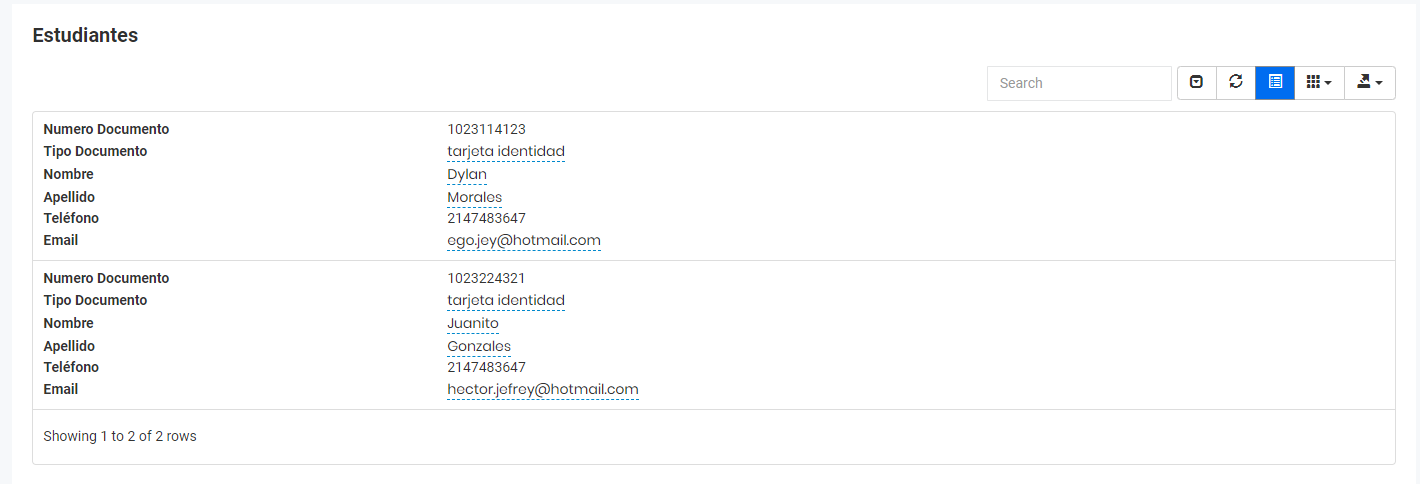 Estudiantes
Search
Numero Documento 1023114123
Tipo Documento tarjeta identidad
Nombre Dylan
Apellido Morales
Teléfono 2147483647
Email ego.jey@hotmail.com
Numero Documento 1023224321
Tipo Documento tarjeta identidad
Nombre Juanito
Apellido Gonzales
Teléfono 2147483647
Email hector.jefrey@hotmail.com
Showing 1 to 2 of 2 rows